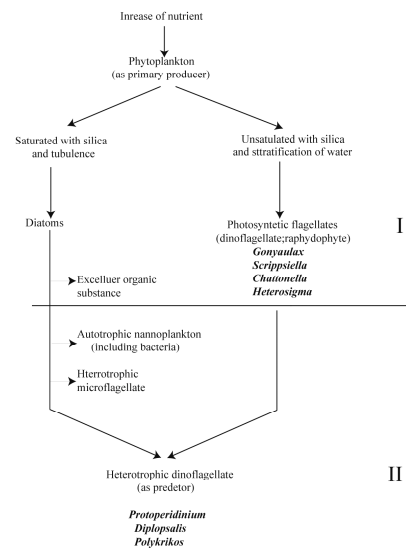 Inrease of nutrient
Phytoplankton
(as primary producer)
Saturated with silica
and tubulence
Unsatulated with silica
and sttratification of water
Diatoms
Photosyntetic flagellates
(dinoflagellate;raphydophyte)
Gonyaulax
Scrippsiella
Chattonella
Heterosigma
I
Excelluer organic
substance
Autotrophic nannoplankton
(including bacteria)
Hterrotrophic
microflagellate
Heterotrophic dinoflagellate
(as predetor)
II
Protoperidinium
Diplopsalis
Polykrikos